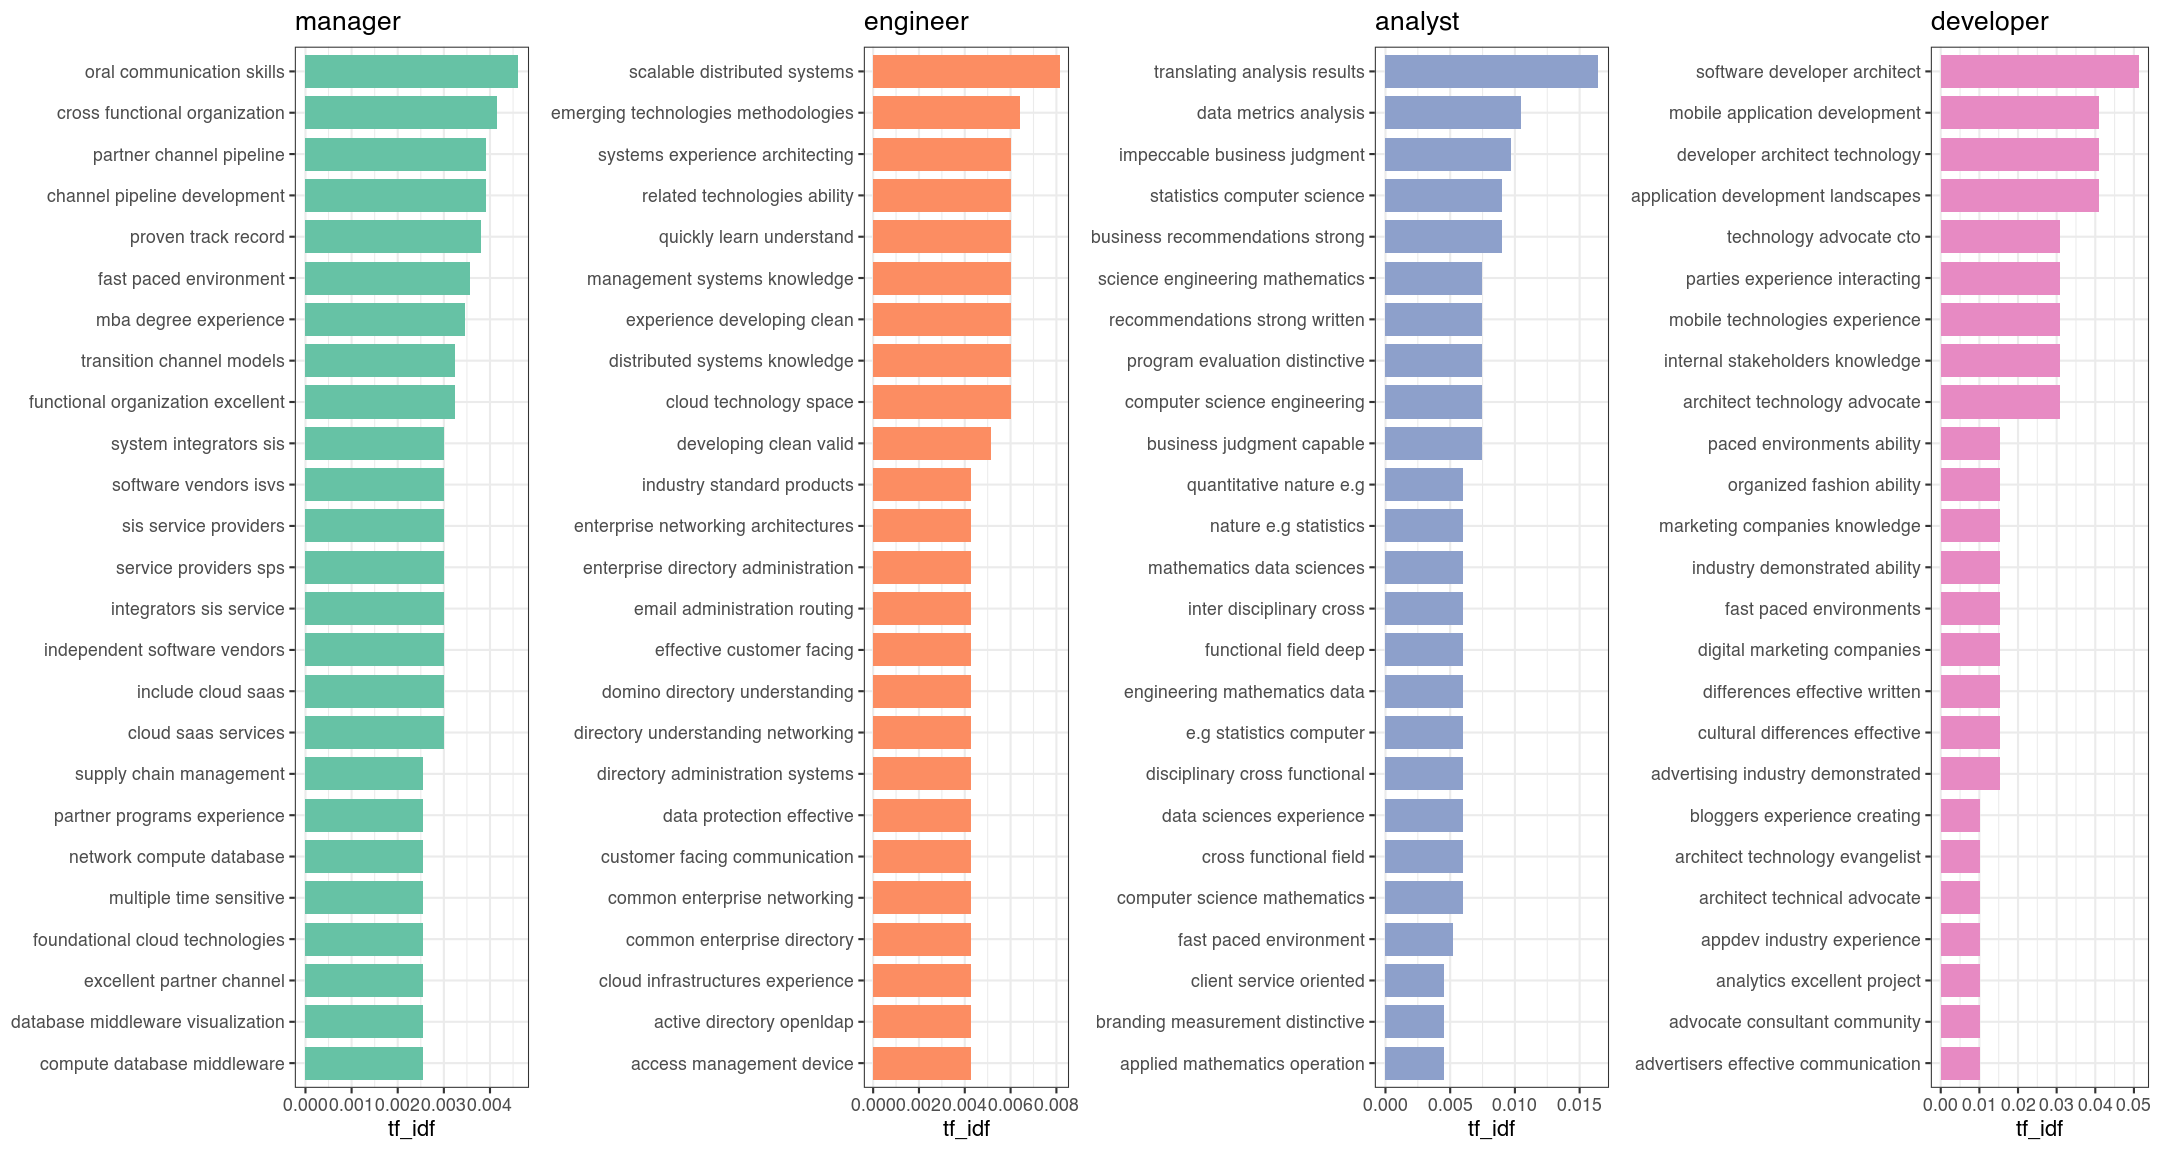 manager
oral communication skills
cross functional organization
partner channel pipeline
channel pipeline development
proven track record
fast paced environment
mba degree experience
transition channel models
functional organization excellent
system integrators sis
software vendors isvs
sis service providers
service providers sps
integrators sis service
independent software vendors
include cloud saas
cloud saas services
supply chain management
partner programs experience
network compute database
multiple time sensitive
foundational cloud technologies
excellent partner channel
database middleware visualization
compute database middleware
0.000 0.001 0.002 0.003 0.004
tf_idf
engineer
scalable distributed systems
emerging technologies methodologies
systems experience architecting
related technologies ability
quickly learn understand
management systems knowledge
experience developing clean
distributed systems knowledge
cloud technology space
developing clean valid
industry standard products
enterprise networking architectures
enterprise directory administration
email administration routing
effective customer facing
domino directory understanding
directory understanding networking
directory administration systems
data protection effective
customer facing communication
common enterprise networking
common enterprise directory
cloud infrastructures experience
active directory openldap
access management device
0.000 0.002 0.004 0.006 0.008
tf_idf
analyst
translating analysis results
data metrics analysis
impeccable business judgment
statistics computer science
business recommendations strong
science engineering mathematics
recommendations strong written
program evaluation distinctive
computer science engineering
business judgment capable
quantitative nature e.g
nature e.g statistics
mathematics data sciences
inter disciplinary cross
functional field deep
engineering mathematics data
e.g statistics computer
disciplinary cross functional
data sciences experience
cross functional field
computer science mathematics
fast paced environment
client service oriented
branding measurement distinctive
applied mathematics operation
0.000 0.005 0.010 0.015
tf_idf
developer
software developer architect
mobile application development
developer architect technology
application development landscapes
technology advocate cto
parties experience interacting
mobile technologies experience
internal stakeholders knowledge
architect technology advocate
paced environments ability
organized fashion ability
marketing companies knowledge
industry demonstrated ability
fast paced environments
digital marketing companies
differences effective written
cultural differences effective
advertising industry demonstrated
bloggers experience creating
architect technology evangelist
architect technical advocate
appdev industry experience
analytics excellent project
advocate consultant community
advertisers effective communication
0.00 0.01 0.02 0.03 0.04 0.05
tf_idf